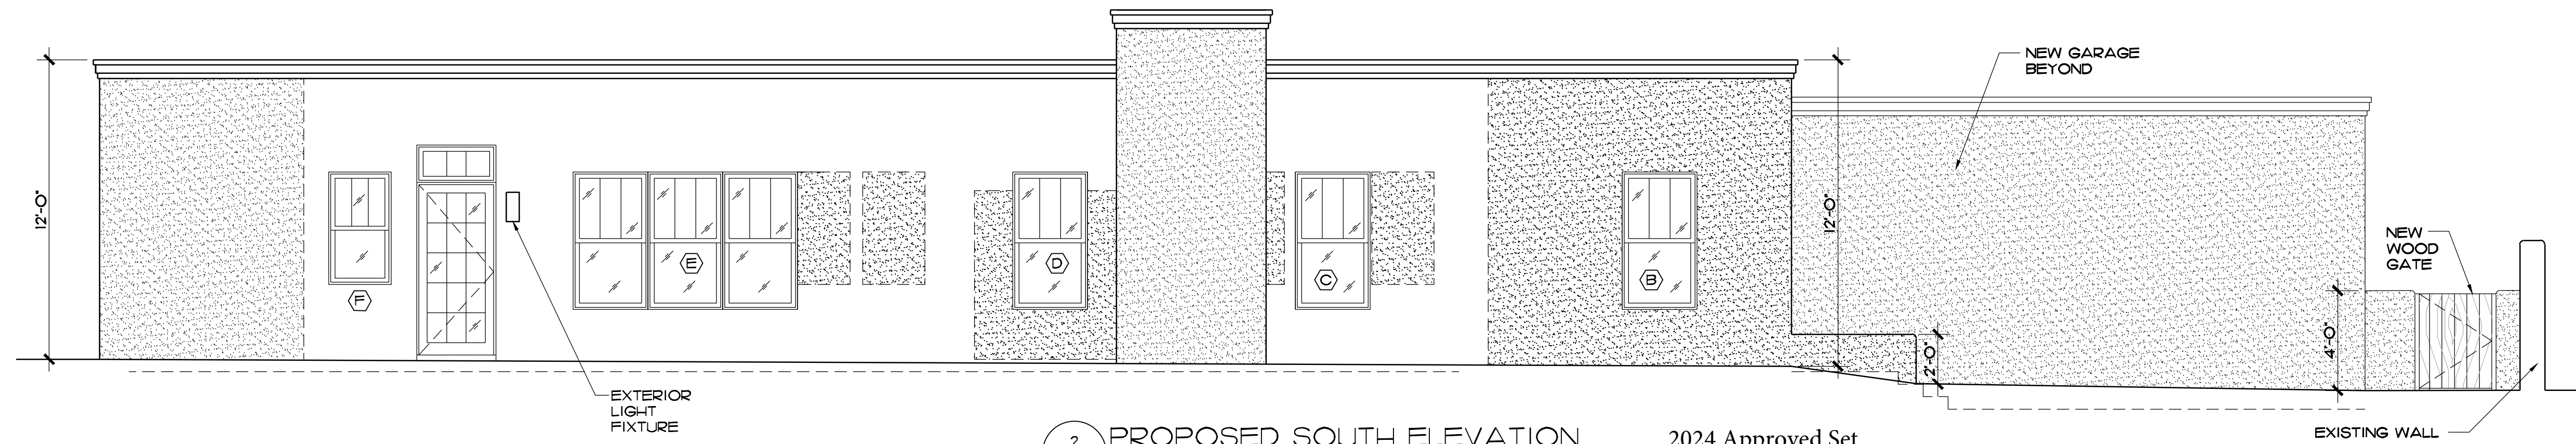 NEW GARAGE
BEYOND
12'-0"
12'-0"
NEW
WOOD
GATE
E
D
C
B
F
4'-0"
2'-0"
EXTERIOR
LIGHT
FIXTURE
2
PROPOSED SOUTH ELEVATION
2024 Approved Set
EXISTING WALL